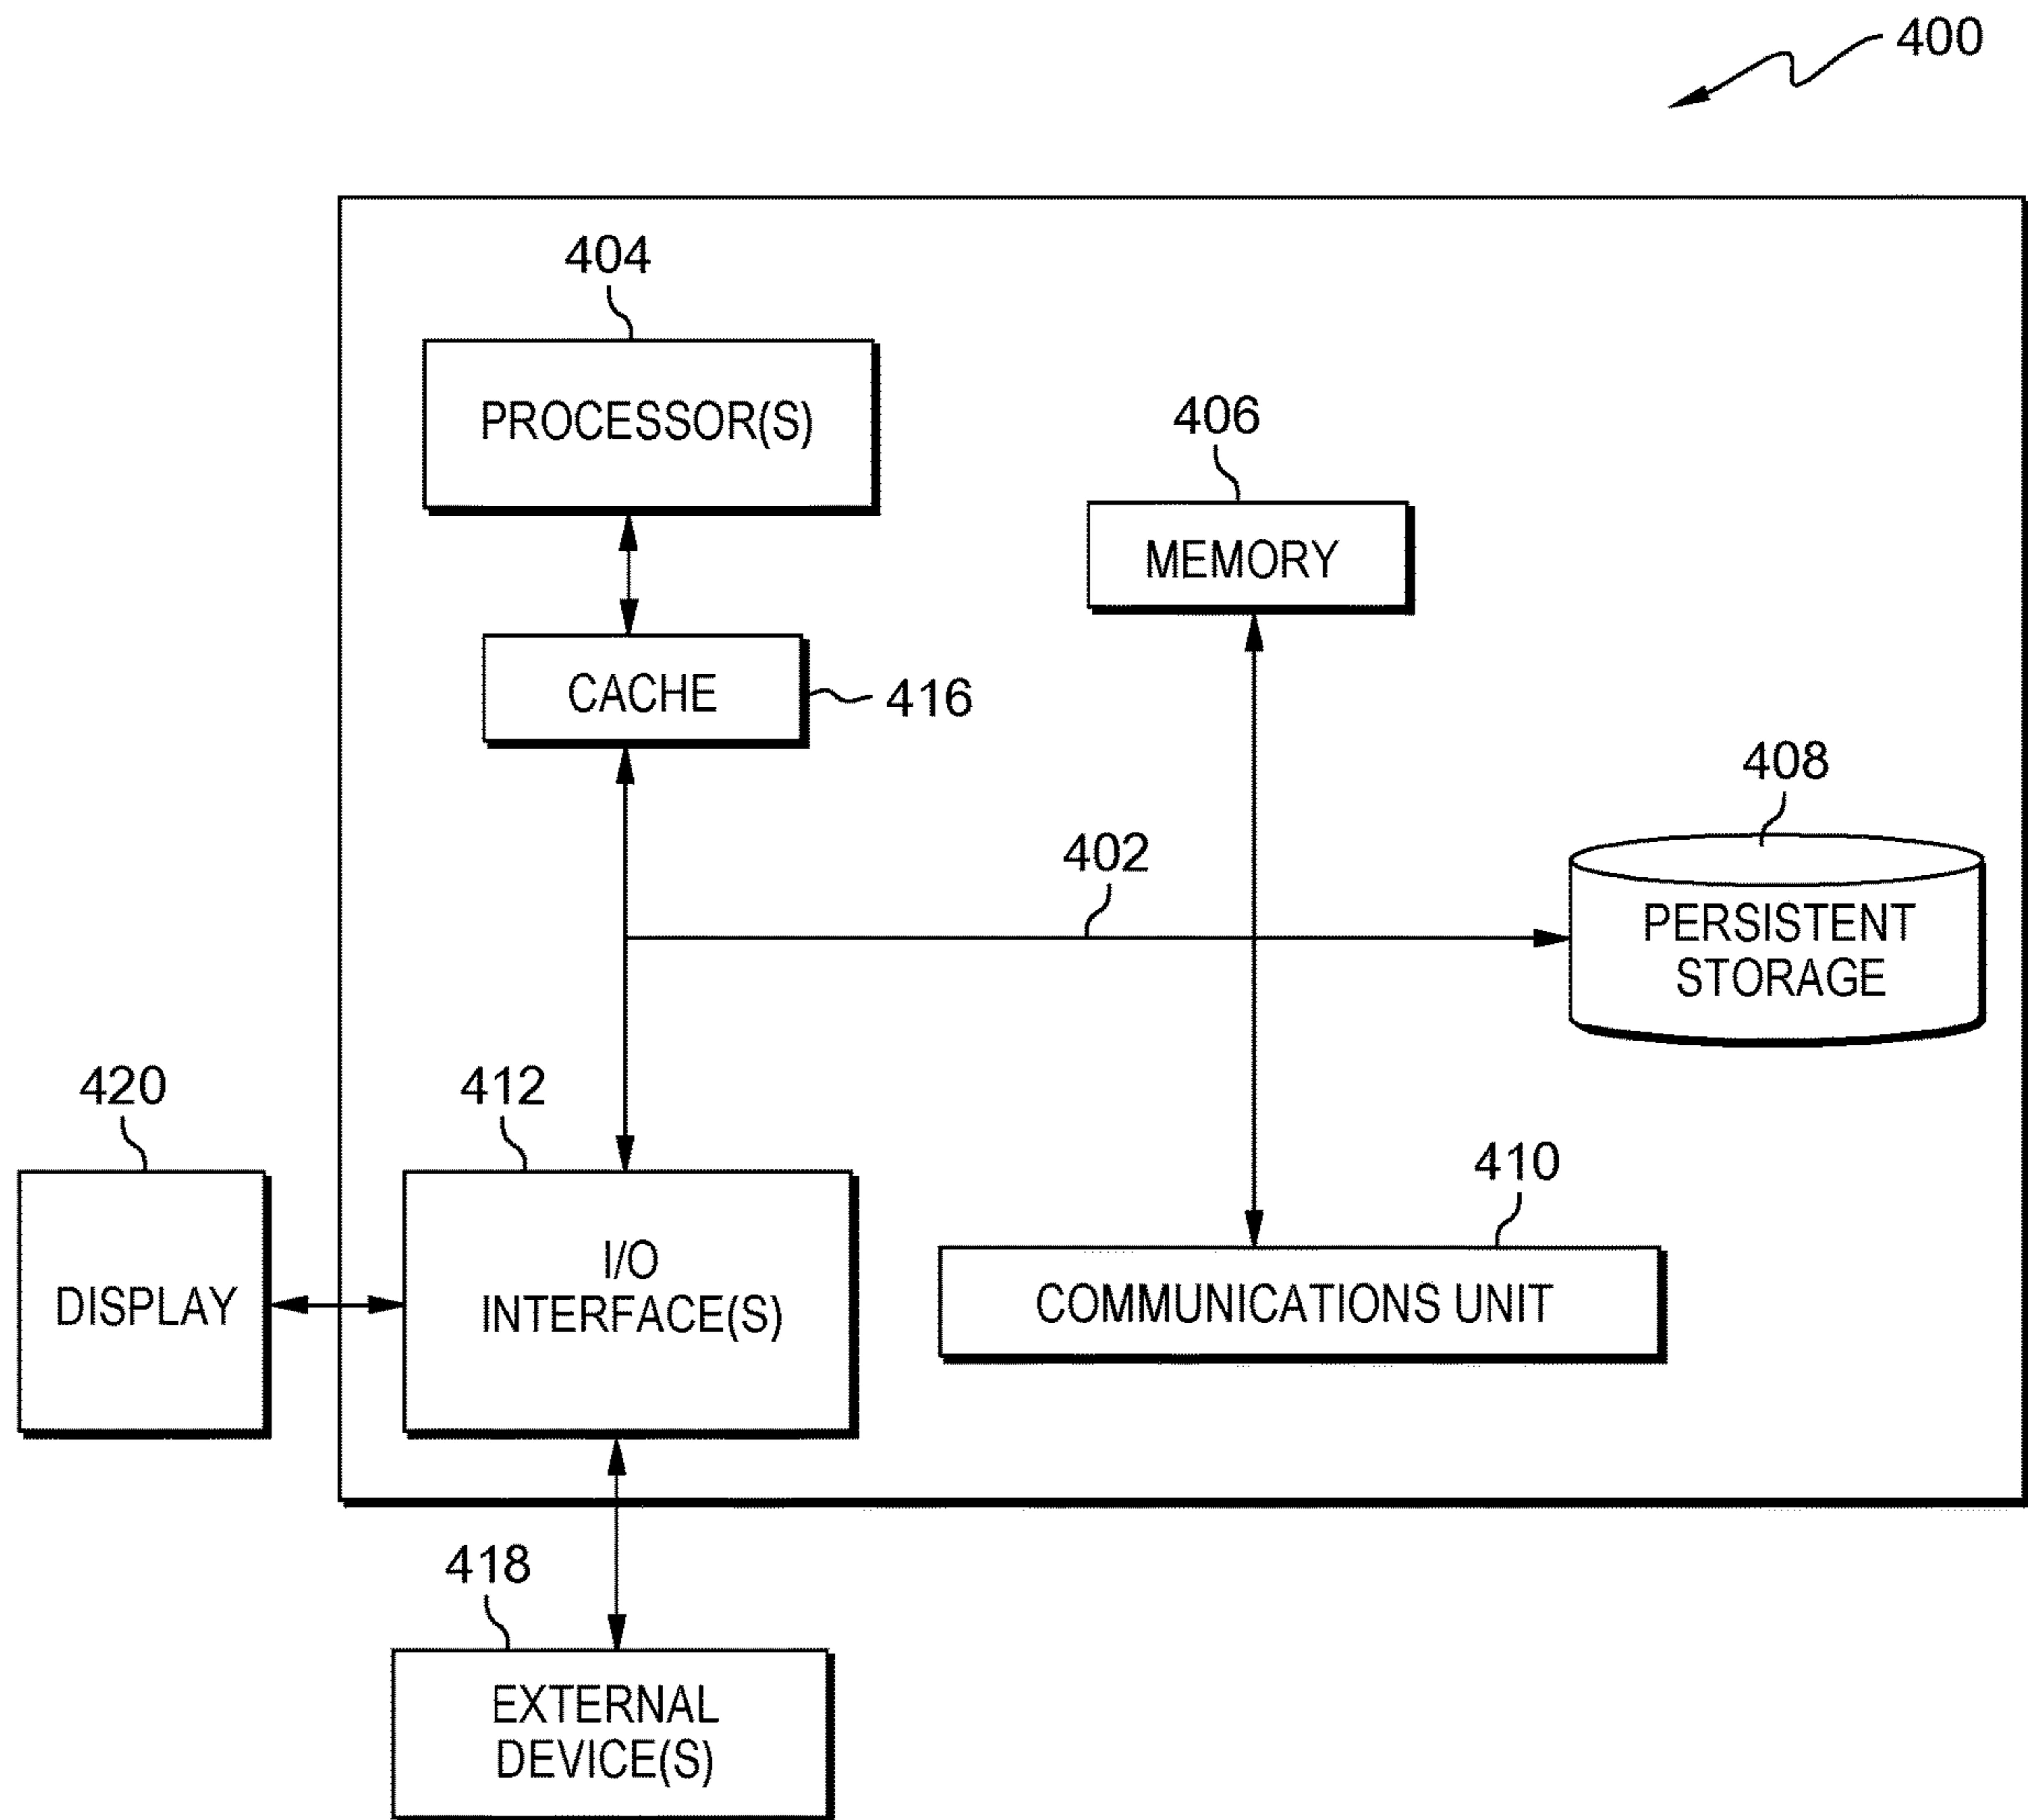 400
404
PROCESSOR(S)
406
MEMORY
CACHE
416
408
402
PERSISTENT
STORAGE
420
412
410
I/O
INTERFACE(S)
DISPLAY
COMMUNICATIONS UNIT
418
EXTERNAL
DEVICE(S)